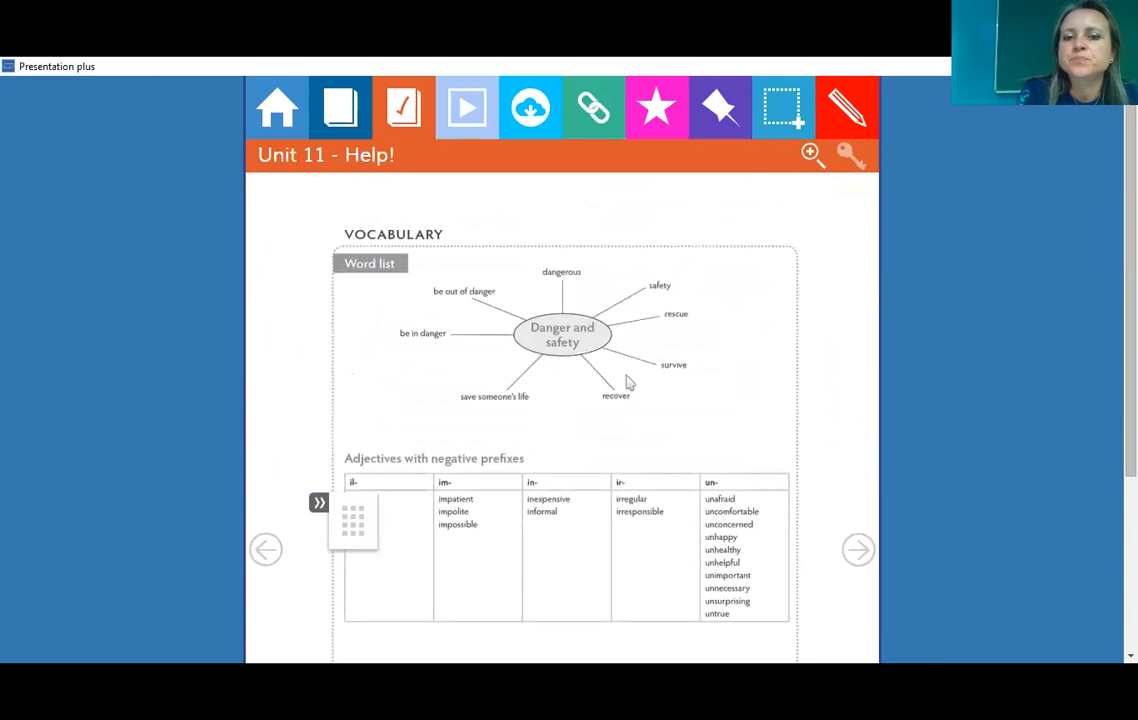 Presentation plus
Unit 11 - Help!
VOCABULARY
Word list
dangerous
be out of danger
safety
rescue
Danger and
safety
be in danger
survive
save someone's life
recover
Adjectives with negative prefixes
il- im- in- ir- un-
impatient inexpensive irregular unafraid
impolite informal irresponsible uncomfortable
impossible unconcerned
unhappy
unhealthy
unhelpful
unimportant
unnecessary
unsurprising
untrue